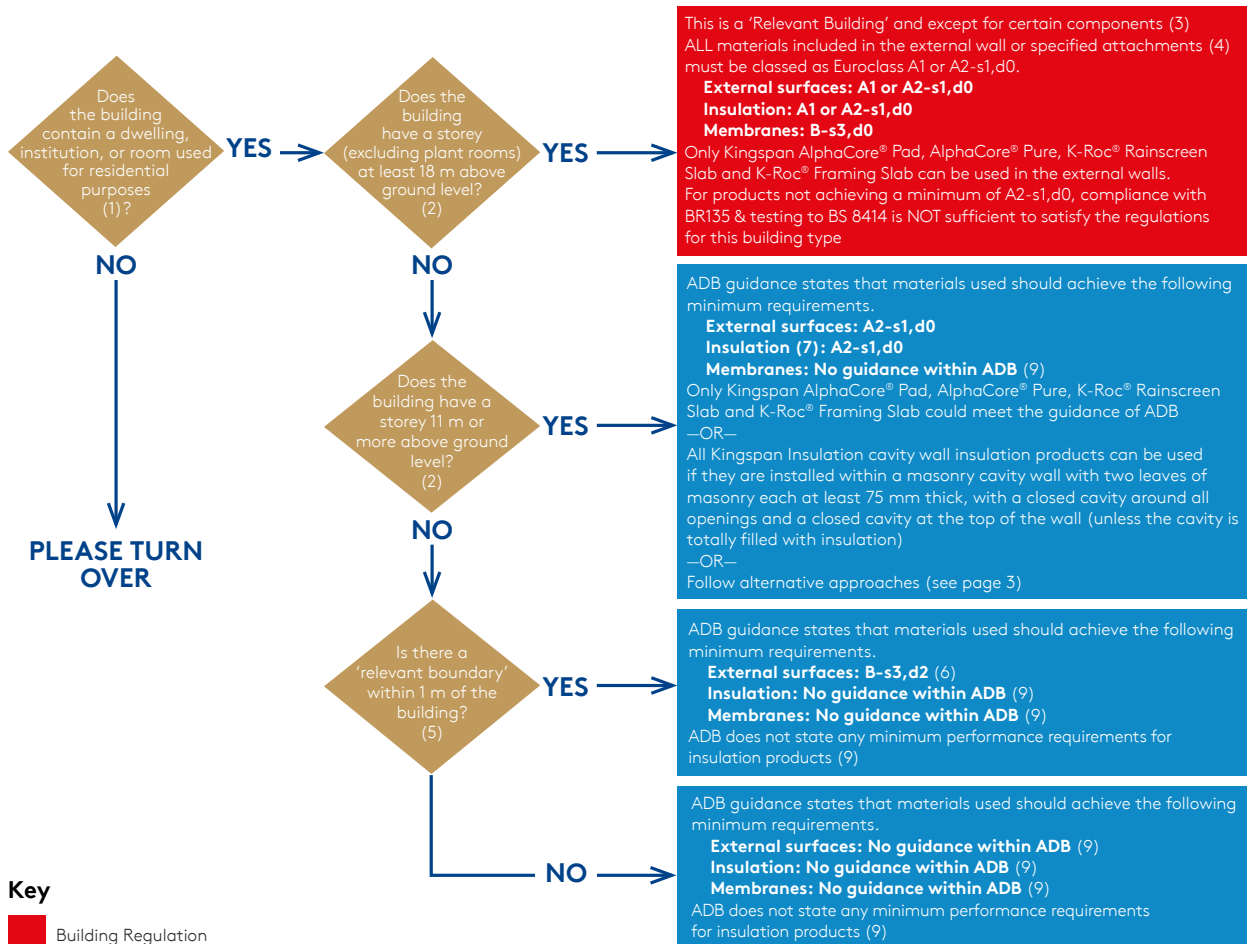 Does
the building
contain a dwelling,
institution, or room used
for residential
purposes
(1)?
YES
Does the
building
have a storey
(excluding plant rooms)
at least 18 m above
ground level?
(2)
YES
This is a ‘Relevant Building’ and except for certain components (3)
ALL materials included in the external wall or specified attachments (4)
must be classed as Euroclass A1 or A2-s1,d0.
External surfaces: A1 or A2-s1,d0
Insulation: A1 or A2-s1,d0
Membranes: B-s3,d0
Only Kingspan AlphaCore® Pad, AlphaCore® Pure, K-Roc® Rainscreen
Slab and K-Roc® Framing Slab can be used in the external walls.
For products not achieving a minimum of A2-s1,d0, compliance with
BR135 & testing to BS 8414 is NOT sufficient to satisfy the regulations
for this building type
NO
NO
PLEASE TURN
OVER
Does the
building have a
storey 11 m or
more above ground
level?
(2)
YES
ADB guidance states that materials used should achieve the following
minimum requirements.
External surfaces: A2-s1,d0
Insulation (7): A2-s1,d0
Membranes: No guidance within ADB (9)
Only Kingspan AlphaCore® Pad, AlphaCore® Pure, K-Roc® Rainscreen
Slab and K-Roc® Framing Slab could meet the guidance of ADB
—OR—
All Kingspan Insulation cavity wall insulation products can be used
if they are installed within a masonry cavity wall with two leaves of
masonry each at least 75 mm thick, with a closed cavity around all
openings and a closed cavity at the top of the wall (unless the cavity is
totally filled with insulation)
—OR—
Follow alternative approaches (see page 3)
NO
Is there a
‘relevant boundary’
within 1 m of the
building?
(5)
YES
ADB guidance states that materials used should achieve the following
minimum requirements.
External surfaces: B-s3,d2 (6)
Insulation: No guidance within ADB (9)
Membranes: No guidance within ADB (9)
ADB does not state any minimum performance requirements for
insulation products (9)
NO
ADB guidance states that materials used should achieve the following
minimum requirements.
External surfaces: No guidance within ADB (9)
Insulation: No guidance within ADB (9)
Membranes: No guidance within ADB (9)
ADB does not state any minimum performance requirements
for insulation products (9)
Key
Building Regulation